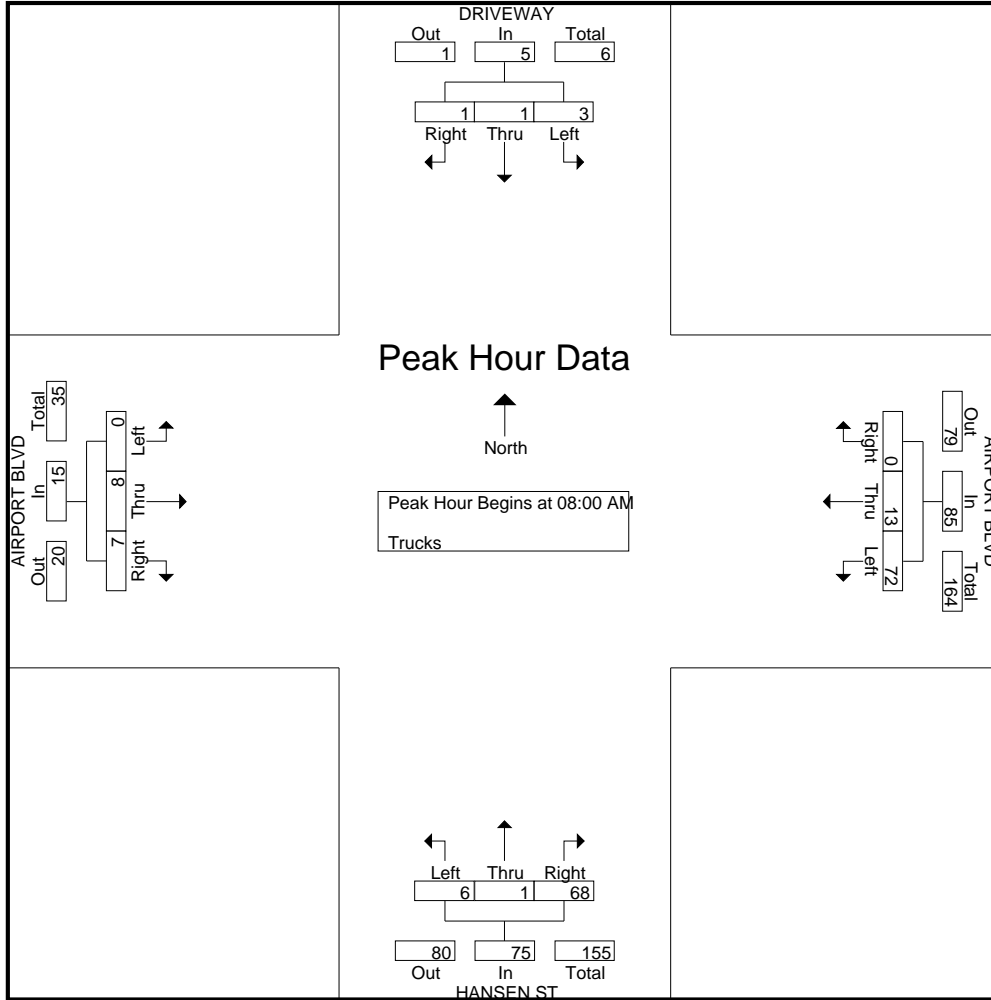 DRIVEWAY
Out In Total
1 5 6
1 1 3
Right Thru Left
Peak Hour Data
North
Peak Hour Begins at 08:00 AM
Trucks
AIRPORT BLVD
Out In Total
20 15 35
7 8 0
Right Thru Left
AIRPORT BLVD
Out In Total
79 85 164
0 13 72
Right Thru Left
Left Thru Right
6 1 68
80 75 155
Out In Total
HANSEN ST